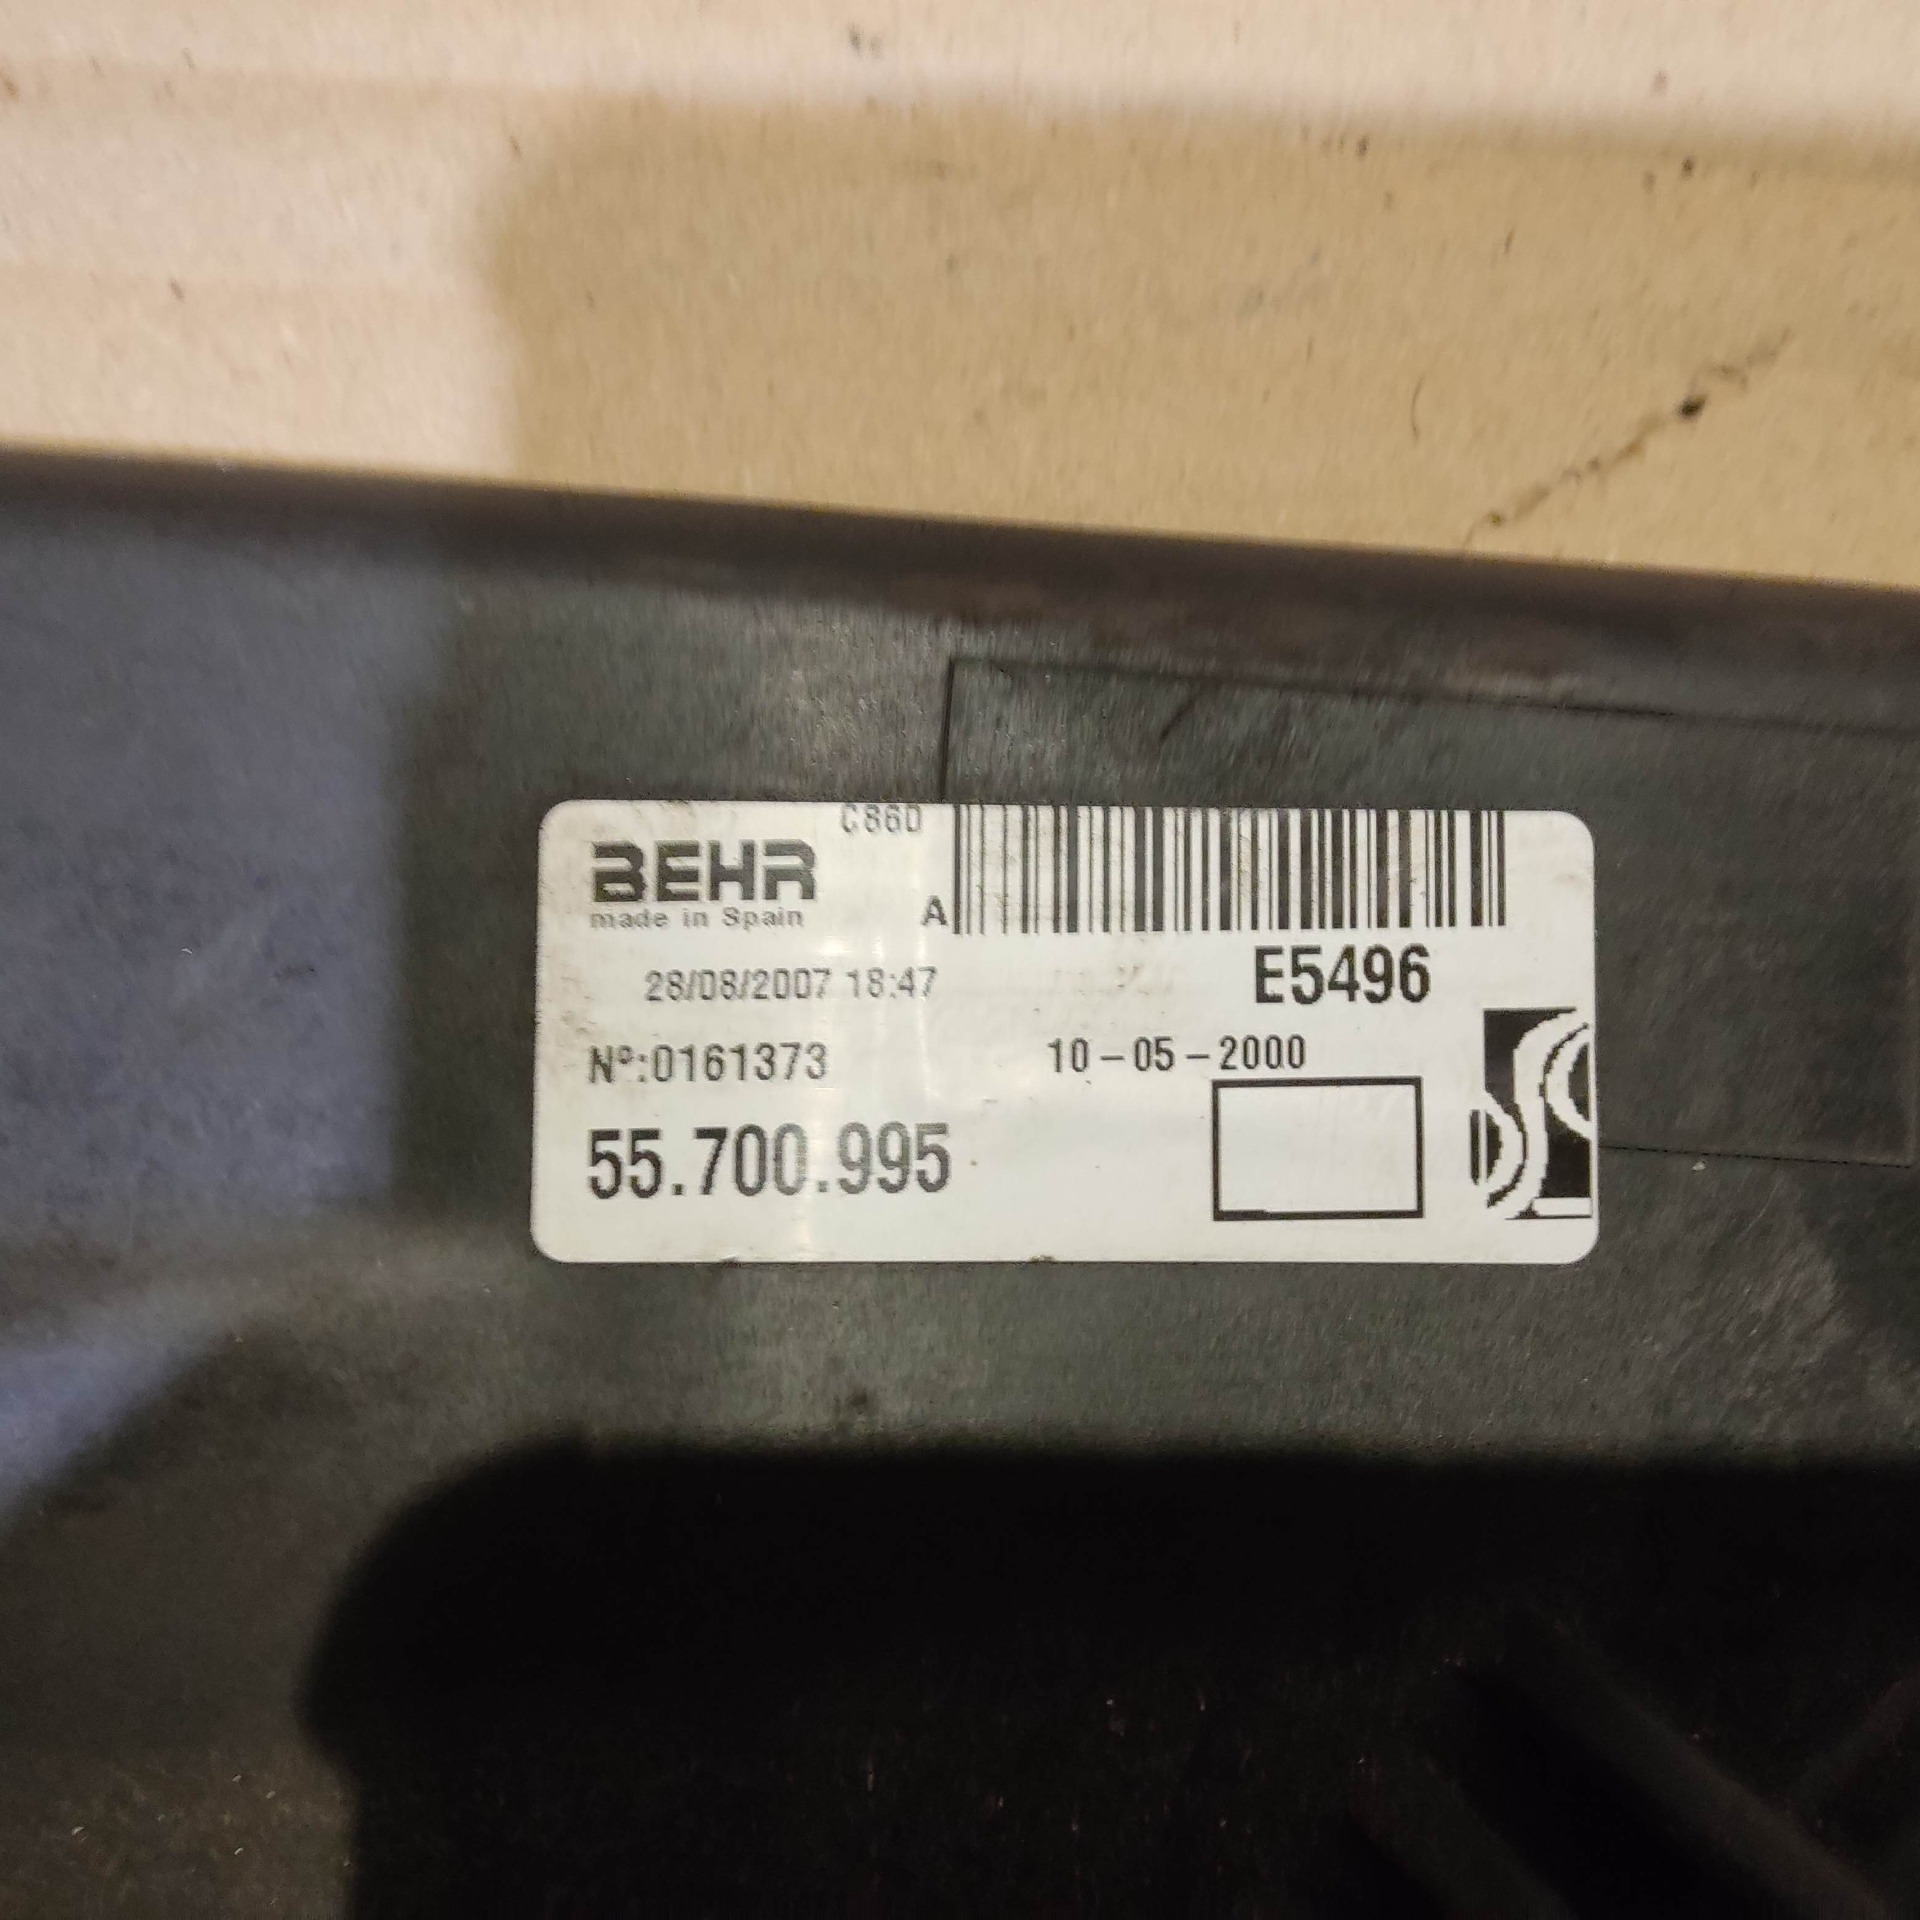 C860
BEHR
made in Spain
A
28/08/2007 18:47
E5496
Nº:0161373
10-05-2000
55.700.995